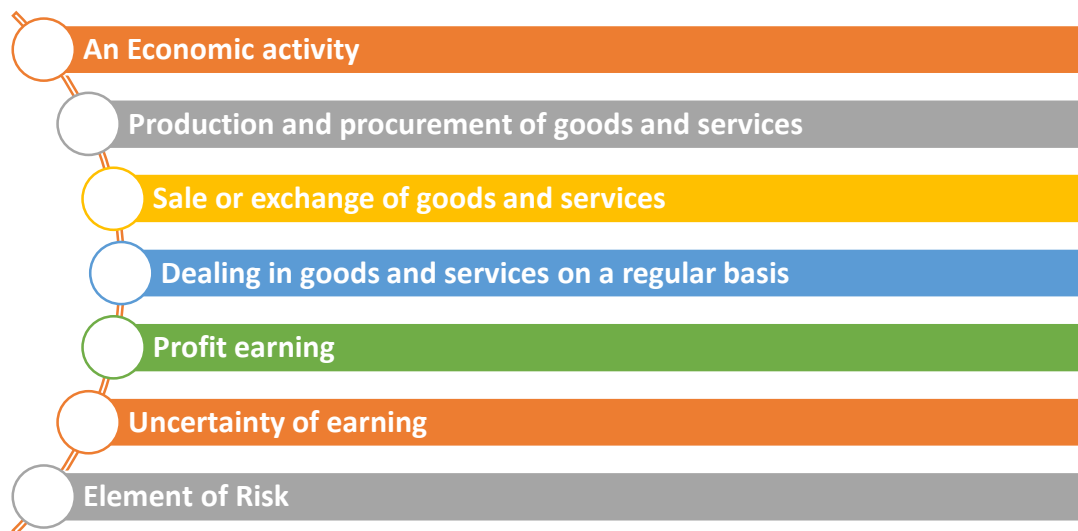 An Economic activity
Production and procurement of goods and services
Sale or exchange of goods and services
Dealing in goods and services on a regular basis
Profit earning
Uncertainty of earning
Element of Risk